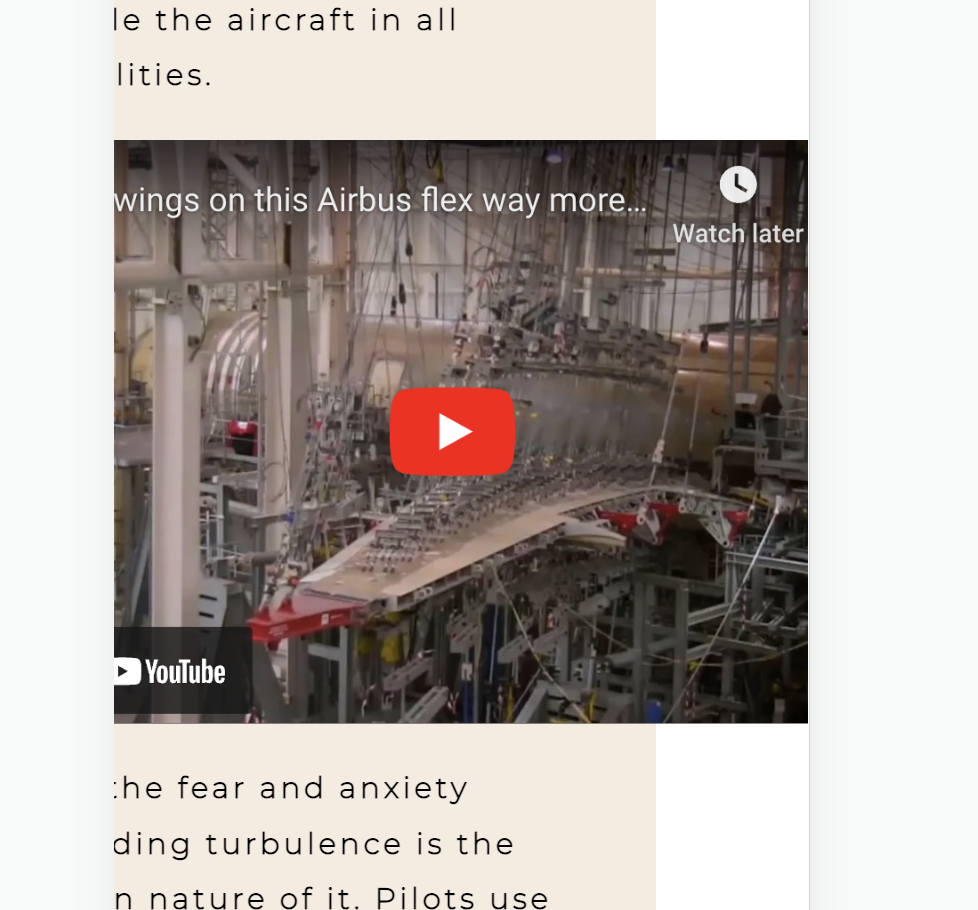 le the aircraft in all
lities.
wings on this Airbus flex way more...
Watch later
YouTube
the fear and anxiety
ding turbulence is the
n nature of it. Pilots use